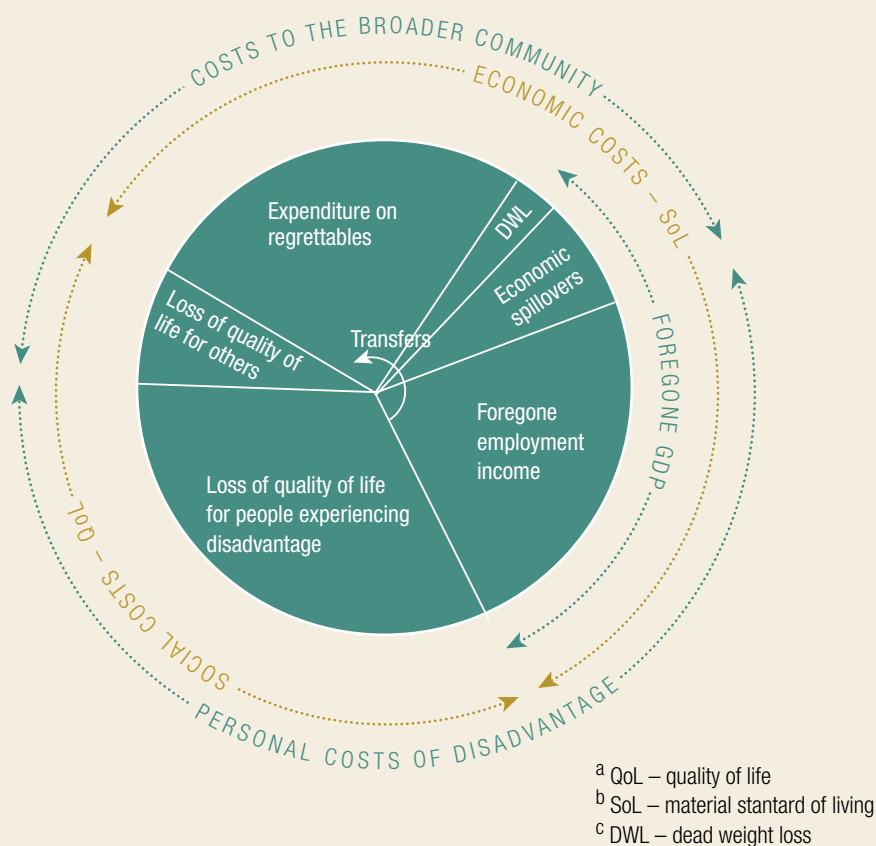 COSTS TO THE BROADER COMMUNITY
ECONOMIC COSTS – SoL
Expenditure on
regrettables
DWL
Economic
spillovers
Loss of quality of
life for others
Transfers
FOREGONE GDP
Foregone
employment
income
Loss of quality of life
for people experiencing
disadvantage
SOCIAL COSTS – QoL
PERSONAL COSTS OF DISADVANTAGE
a QoL – quality of life
b SoL – material stantard of living
c DWL – dead weight loss